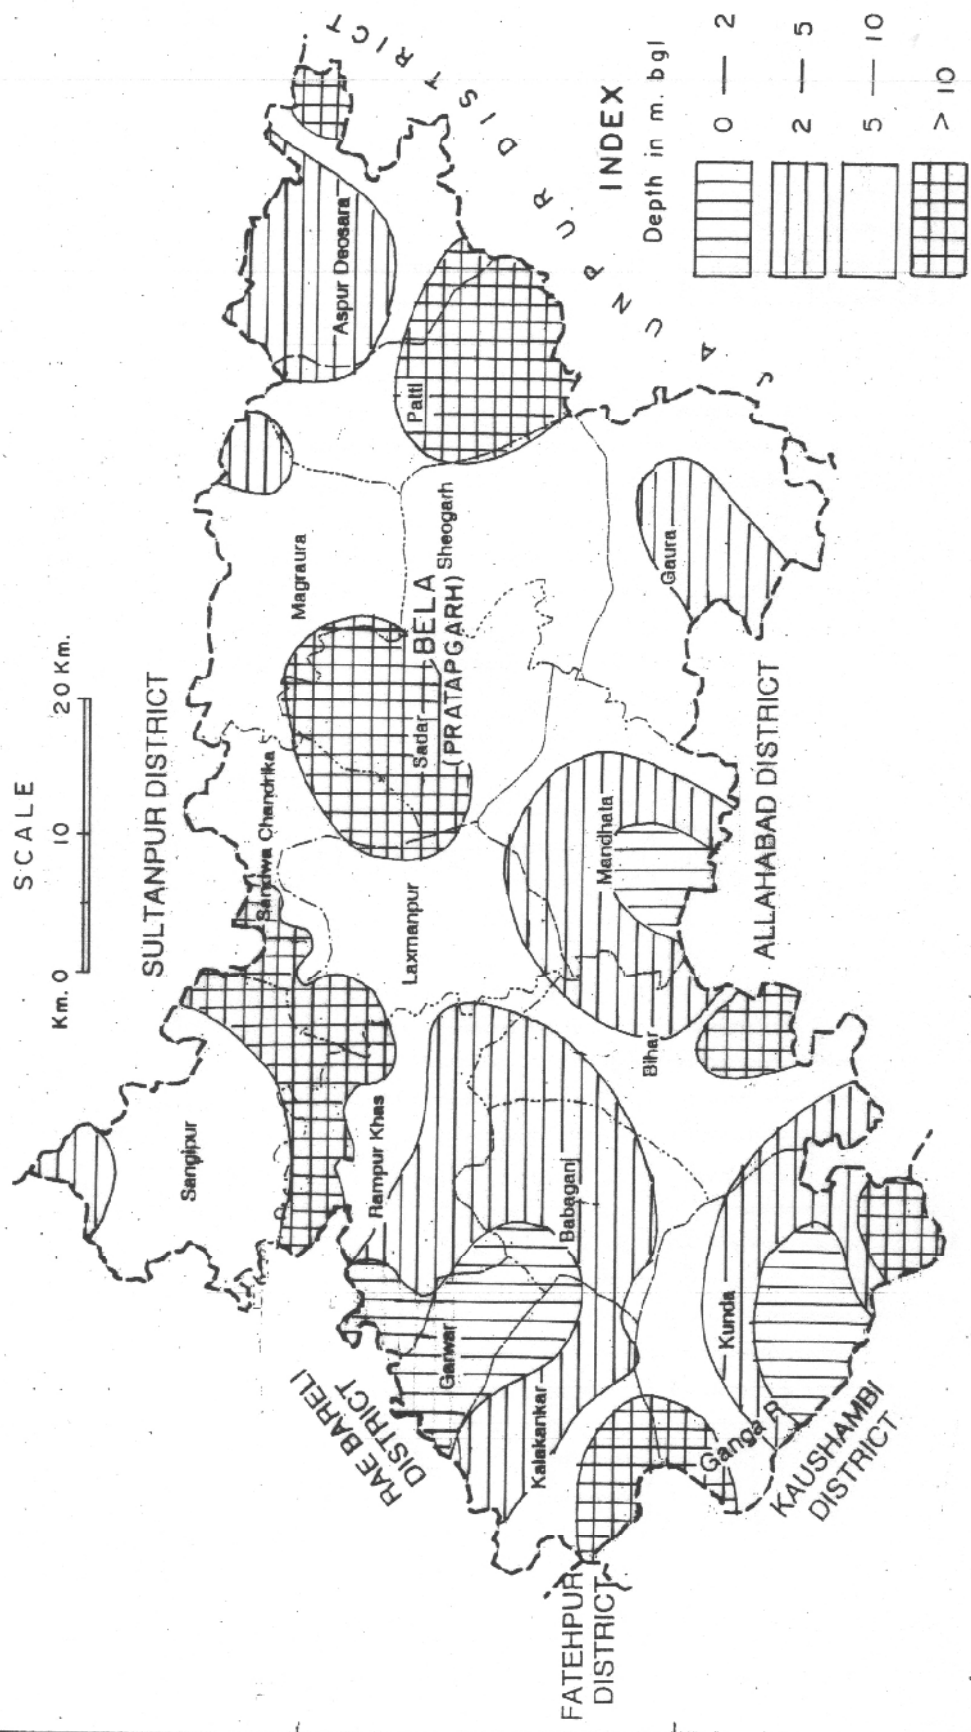 SCALE
Km. 0 10 20 Km.
SULTANPUR DISTRICT
RAE BARELI
DISTRICT
FATEHPUR
DISTRICT
KAUSHAMBI
DISTRICT
ALLAHABAD DISTRICT
JAUNPUR DISTRICT
Sangipur
Sandwa Chandrika
Magraura
Aspur Deosara
Rampur Khas
Laxmanpur
Sadar
BELA
(PRATAPGARH)
Sheogarh
Patti
Garwar
Kalakankar
Babaganj
Bihar
Mandhata
Gaura
Kunda
Ganga R.
INDEX
Depth in m. bgl
0 — 2
2 — 5
5 — 10
> 10